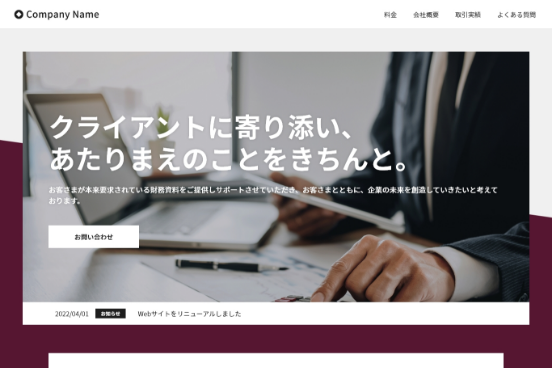 Company Name
料金 会社概要 取引実績 よくある質問
クライアントに寄り添い、
あたりまえのことをきちんと。
お客さまが本来要求されている財務資料をご提供しサポートさせていただき、お客さまとともに、企業の未来を創造していきたいと考えて
おります。
お問い合わせ
2022/04/01 お知らせ Webサイトをリニューアルしました